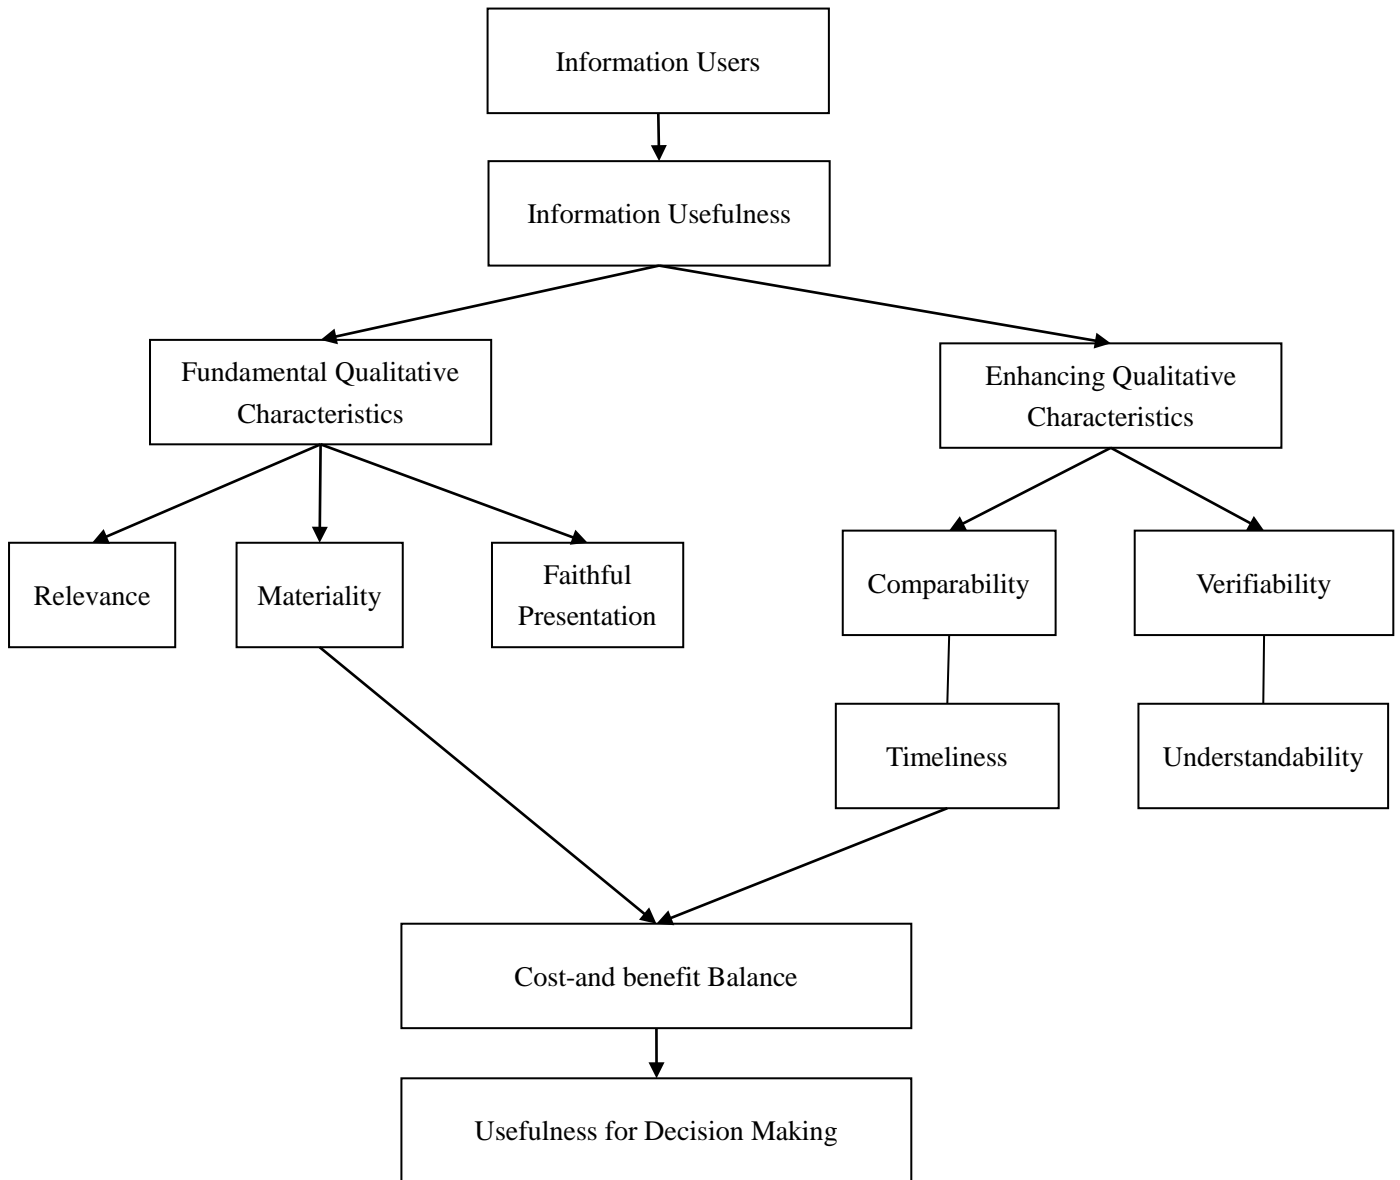 Information Users
Information Usefulness
Fundamental Qualitative
Characteristics
Enhancing Qualitative
Characteristics
Relevance
Materiality
Faithful
Presentation
Comparability
Verifiability
Timeliness
Understandability
Cost-and benefit Balance
Usefulness for Decision Making